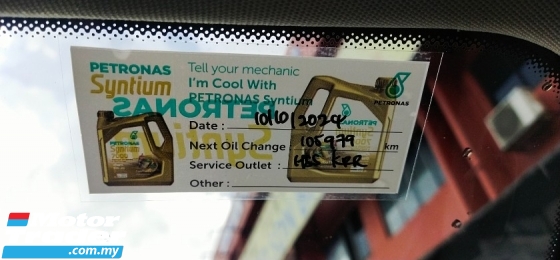 PETRONAS
Syntium
Tell your mechanic
I'm Cool With
PETRONAS Syntium
PETRONAS
Date : 10/10/2024
Next Oil Change : 105979 km
Service Outlet :
Other :
Motor
.com.my